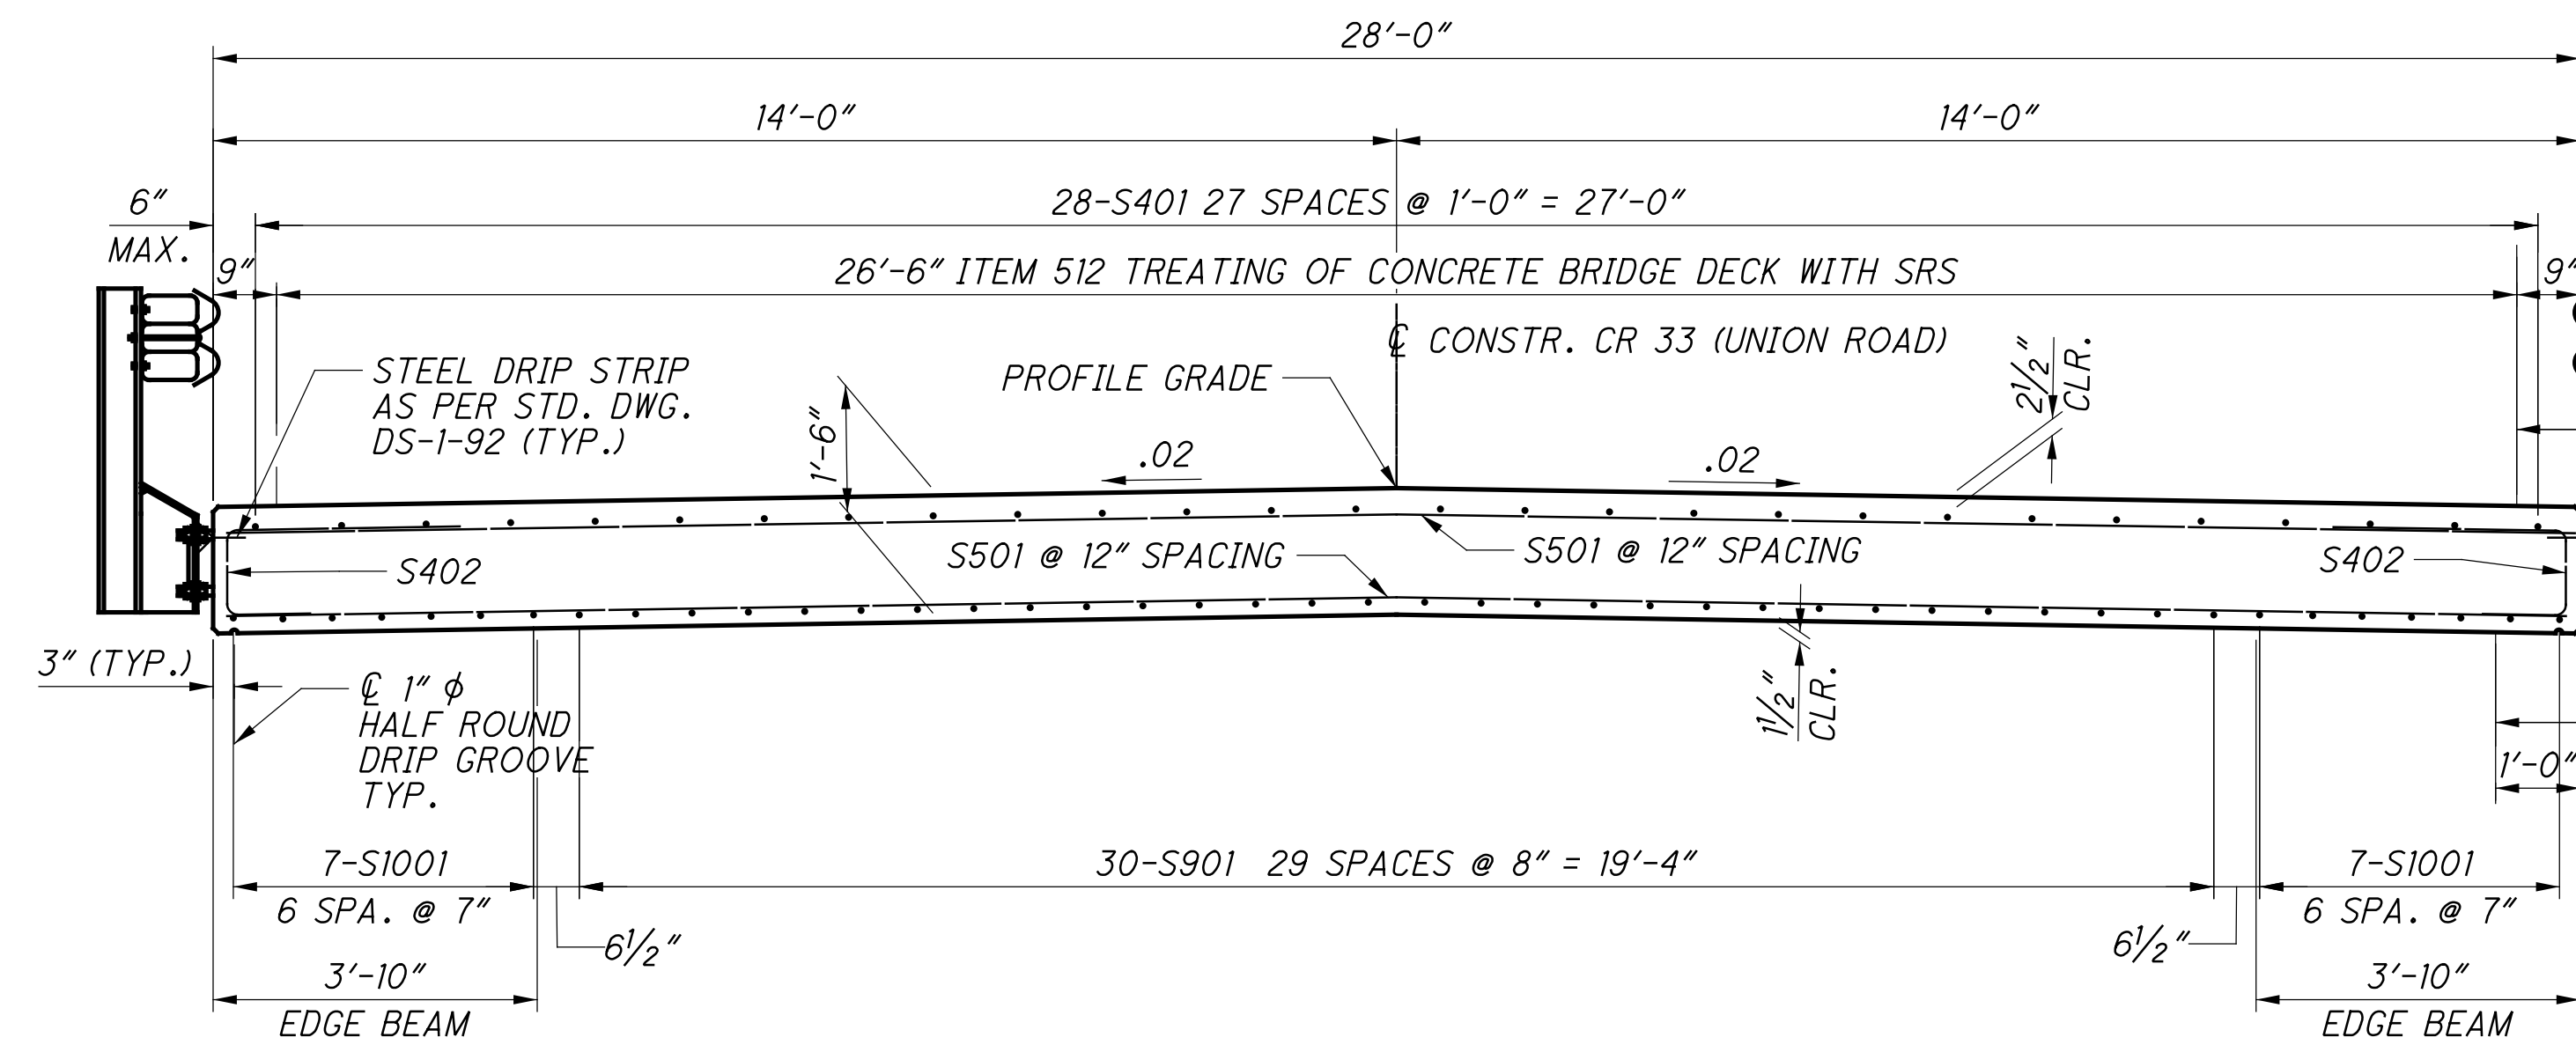 28'-0"
14'-0"
14'-0"
6"
MAX.
28-S401 27 SPACES @ 1'-0" = 27'-0"
9"
26'-6" ITEM 512 TREATING OF CONCRETE BRIDGE DECK WITH SRS
9"
℄ CONSTR. CR 33 (UNION ROAD)
STEEL DRIP STRIP
AS PER STD. DWG.
DS-1-92 (TYP.)
PROFILE GRADE
2½"
CLR.
1'-6"
.02
.02
S402
S501 @ 12" SPACING
S501 @ 12" SPACING
S402
3" (TYP.)
℄ 1" φ
HALF ROUND
DRIP GROOVE
TYP.
1½"
CLR.
1'-0"
7-S1001
6 SPA. @ 7"
30-S901 29 SPACES @ 8" = 19'-4"
7-S1001
6 SPA. @ 7"
6½"
6½"
3'-10"
EDGE BEAM
3'-10"
EDGE BEAM